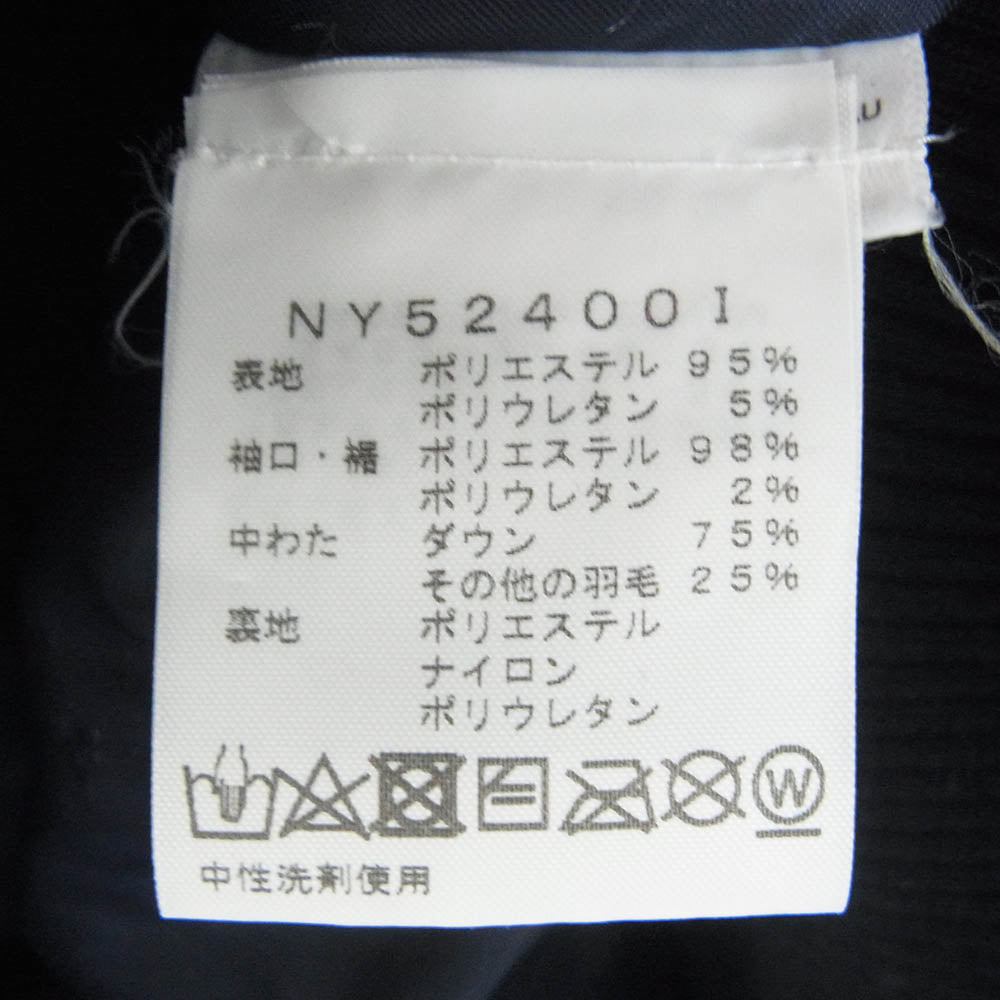 NY52400I
表地 ポリエステル 95%
ポリウレタン 5%
袖口・裾 ポリエステル 98%
ポリウレタン 2%
中わた ダウン 75%
その他の羽毛 25%
裏地 ポリエステル
ナイロン
ポリウレタン
W
中性洗剤使用